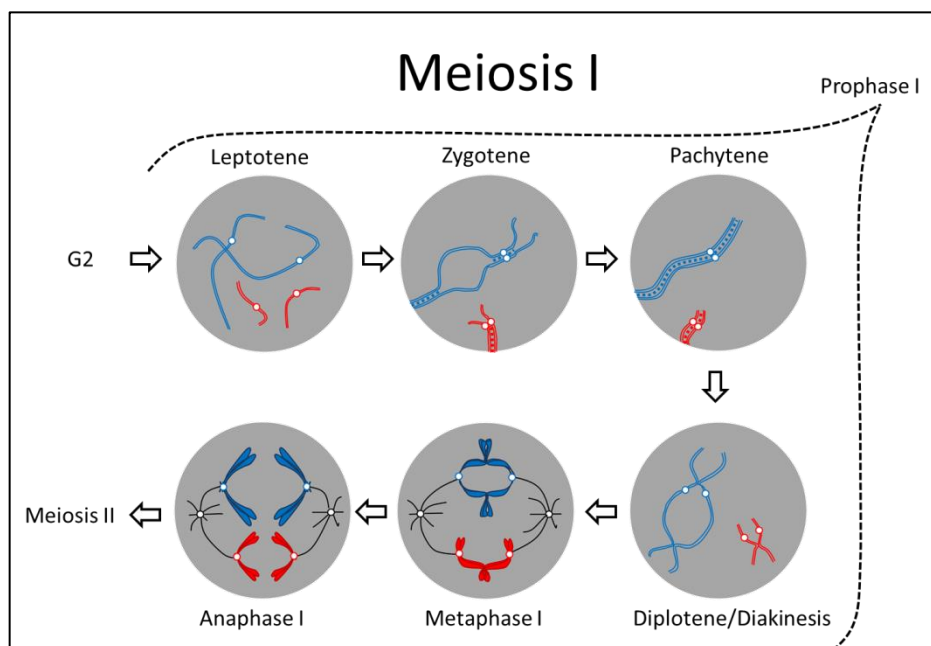 Meiosis I
Prophase I
Leptotene
Zygotene
Pachytene
G2
Meiosis II
Anaphase I
Metaphase I
Diplotene/Diakinesis